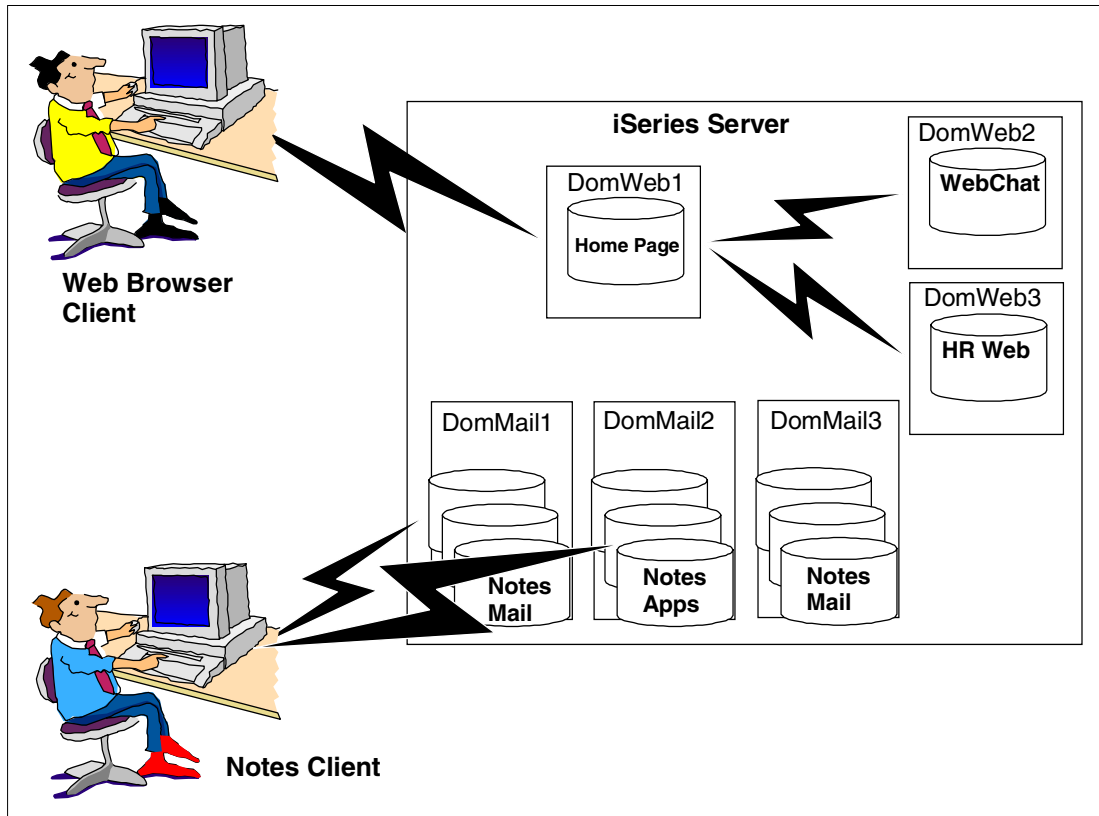 iSeries Server
DomWeb2
WebChat
DomWeb1
Home Page
Web Browser
Client
DomWeb3
HR Web
DomMail1
DomMail2
DomMail3
Notes
Mail
Notes
Apps
Notes
Mail
Notes Client